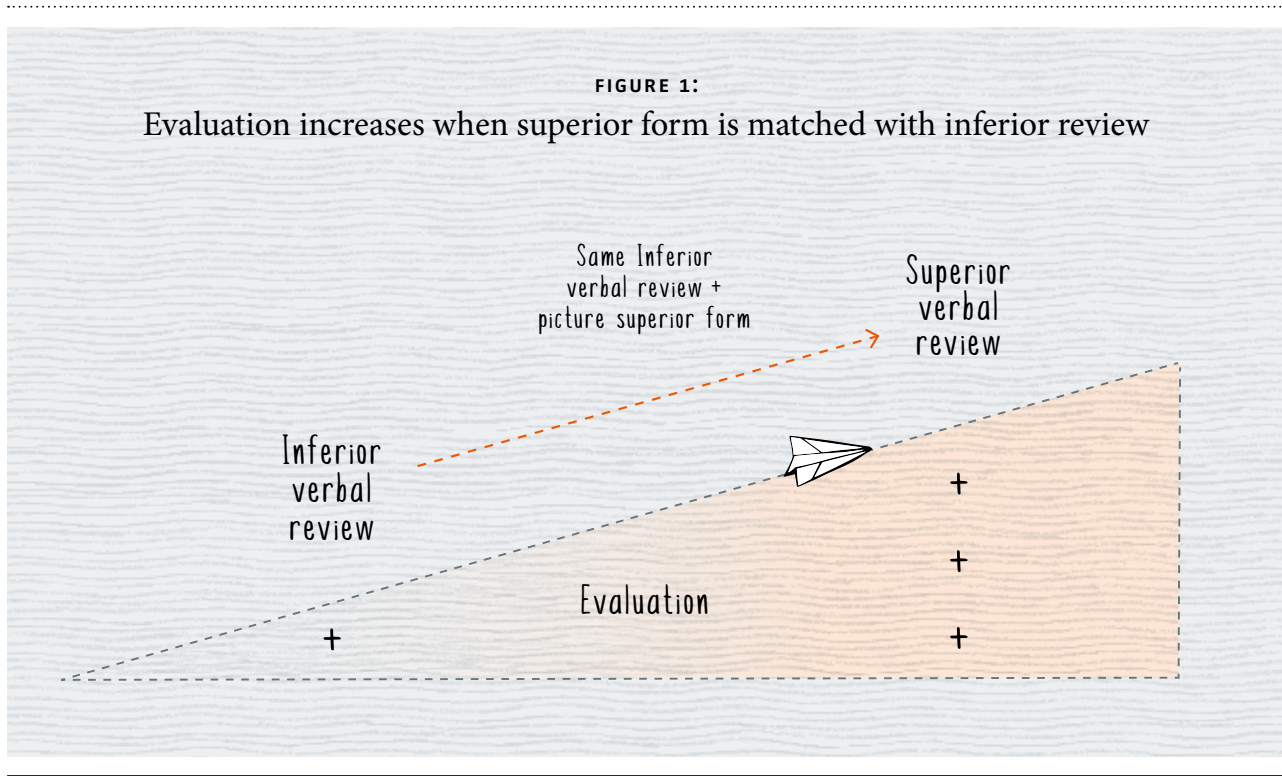 FIGURE 1:
Evaluation increases when superior form is matched with inferior review
Same Inferior
verbal review +
picture superior form
Superior
verbal
review
Inferior
verbal
review
+
Evaluation
+
+
+